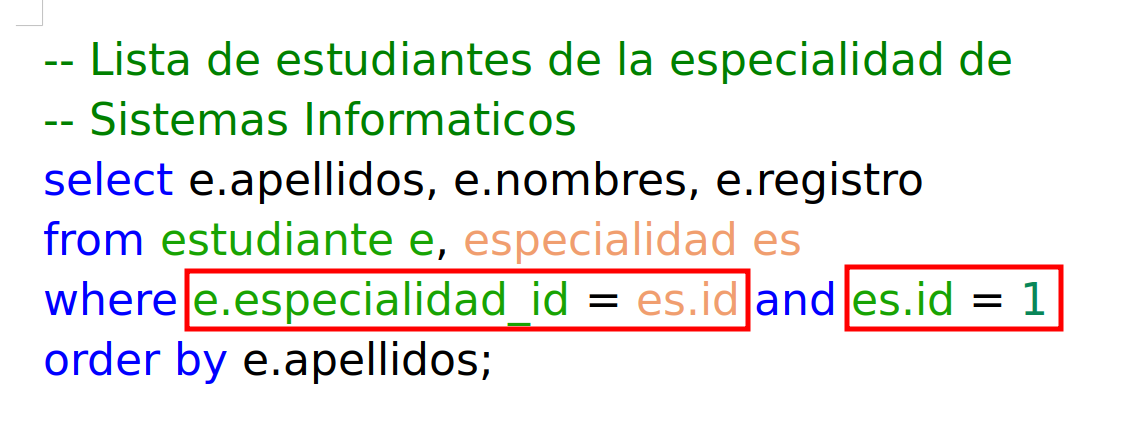 -- Lista de estudiantes de la especialidad de
-- Sistemas Informaticos
select e.apellidos, e.nombres, e.registro
from estudiante e, especialidad es
where e.especialidad_id = es.id and es.id = 1
order by e.apellidos;